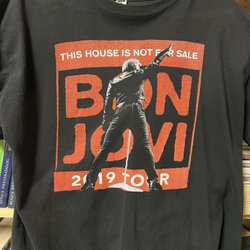 THIS HOUSE IS NOT FOR SALE
BON
JOVI
2019 TOUR